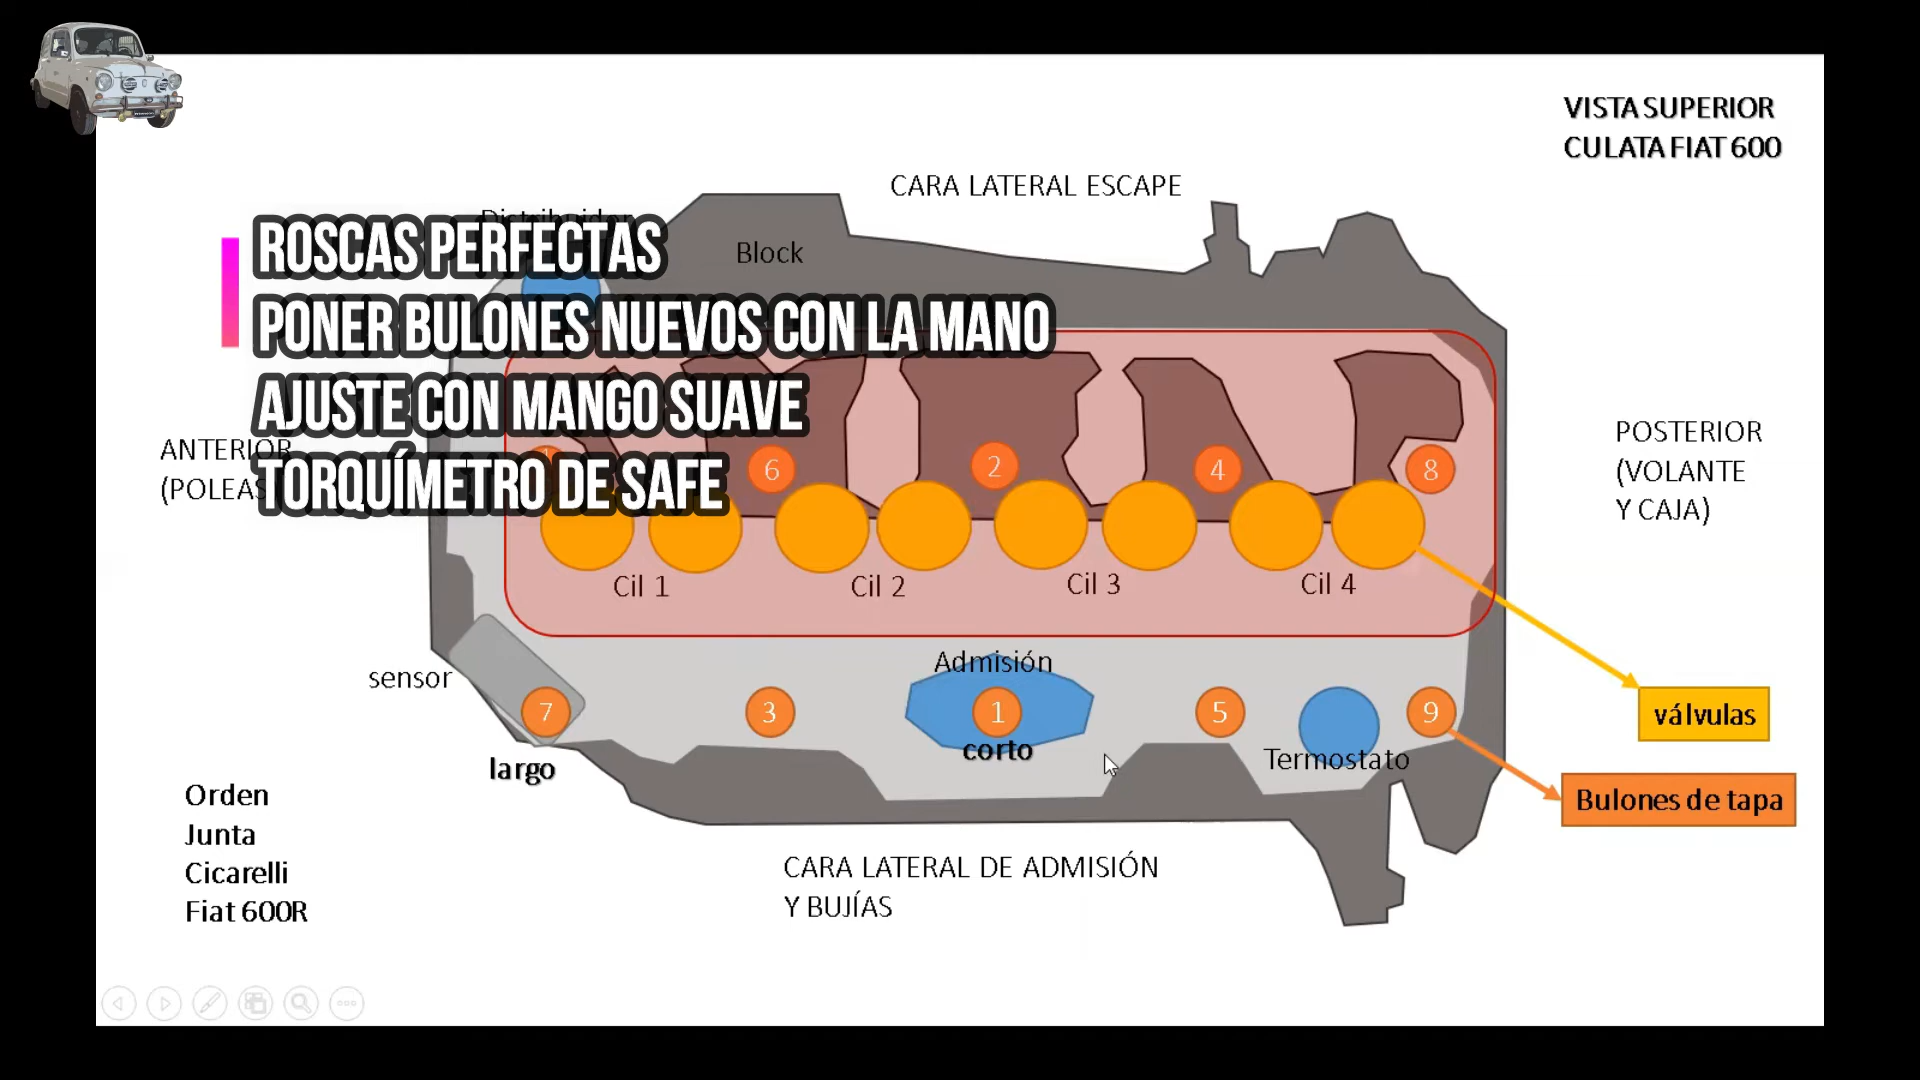 VISTA SUPERIOR
CULATA FIAT 600
CARA LATERAL ESCAPE
Distribuidor
Block
ROSCAS PERFECTAS
PONER BULONES NUEVOS CON LA MANO
AJUSTE CON MANGO SUAVE
TORQUÍMETRO DE SAFE
ANTERIOR
(POLEAS
POSTERIOR
(VOLANTE
Y CAJA)
6
2
4
8
Cil 1
Cil 2
Cil 3
Cil 4
sensor
Admisión
7
3
1
5
9
corto
largo
Termostato
válvulas
Bulones de tapa
Orden
Junta
Cicarelli
Fiat 600R
CARA LATERAL DE ADMISIÓN
Y BUJÍAS